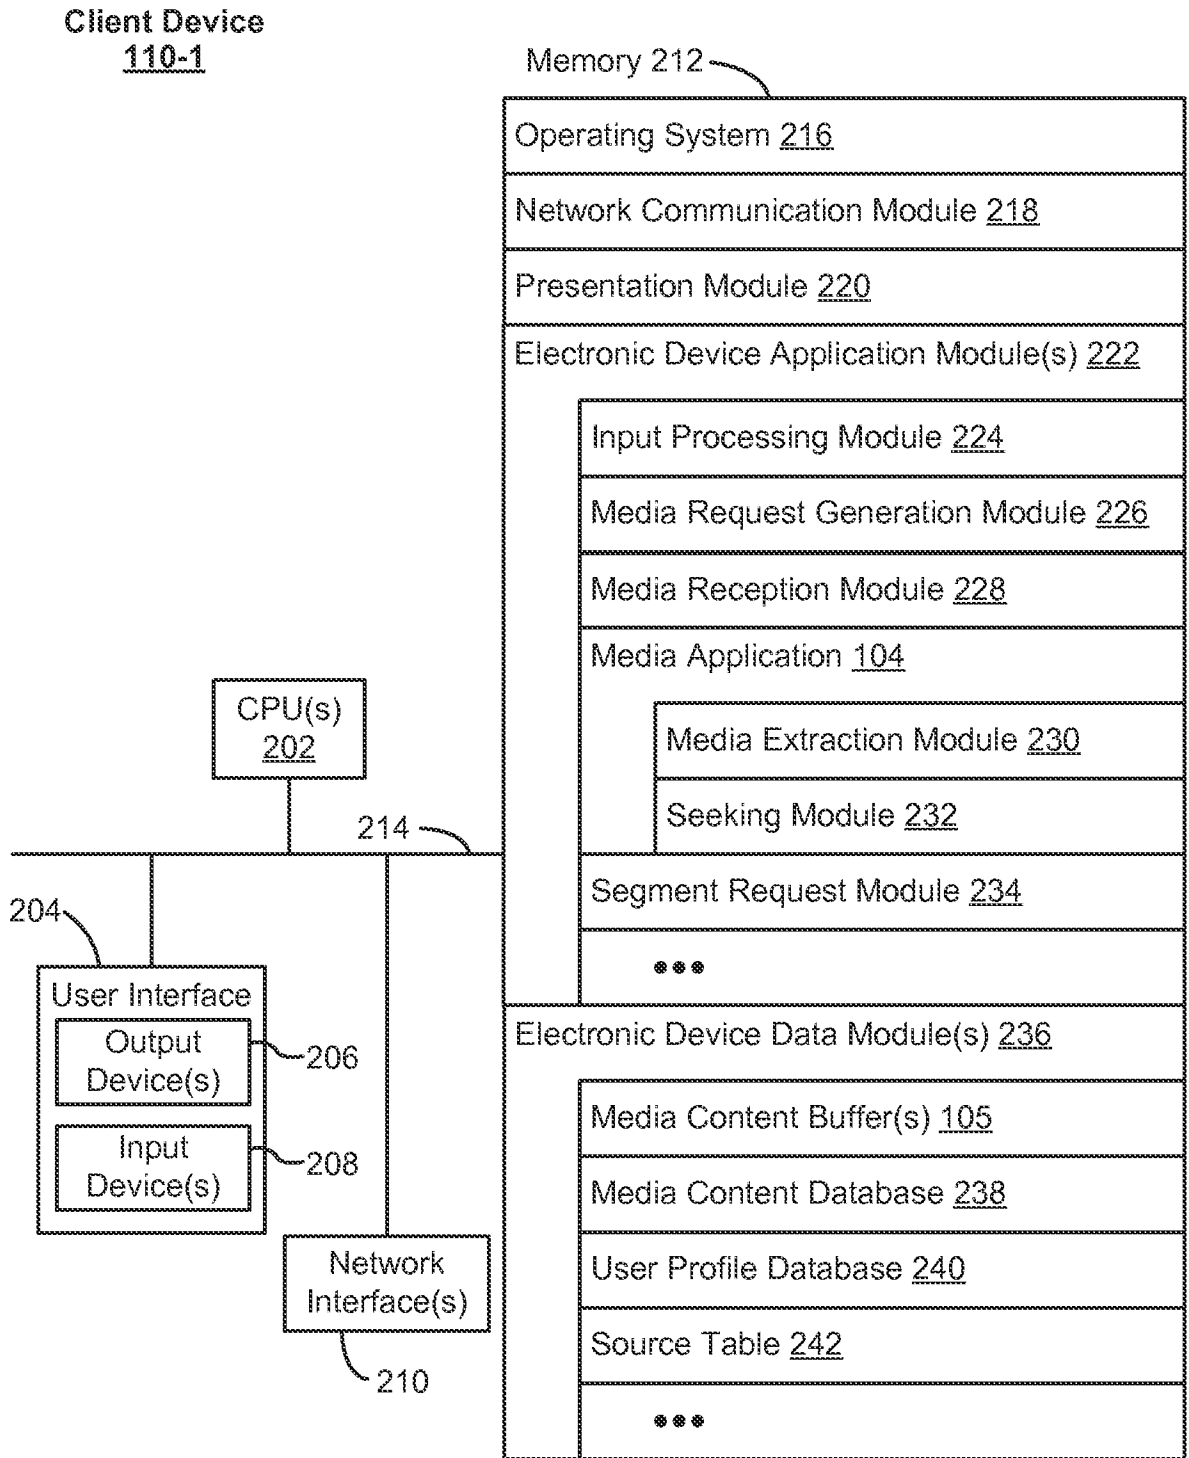 Client Device
110-1
Memory 212
Operating System 216
Network Communication Module 218
Presentation Module 220
Electronic Device Application Module(s) 222
Input Processing Module 224
Media Request Generation Module 226
Media Reception Module 228
Media Application 104
Media Extraction Module 230
Seeking Module 232
Segment Request Module 234
•••
Electronic Device Data Module(s) 236
Media Content Buffer(s) 105
Media Content Database 238
User Profile Database 240
Source Table 242
•••
CPU(s)
202
214
204
User Interface
Output
Device(s)
206
Input
Device(s)
208
Network
Interface(s)
210